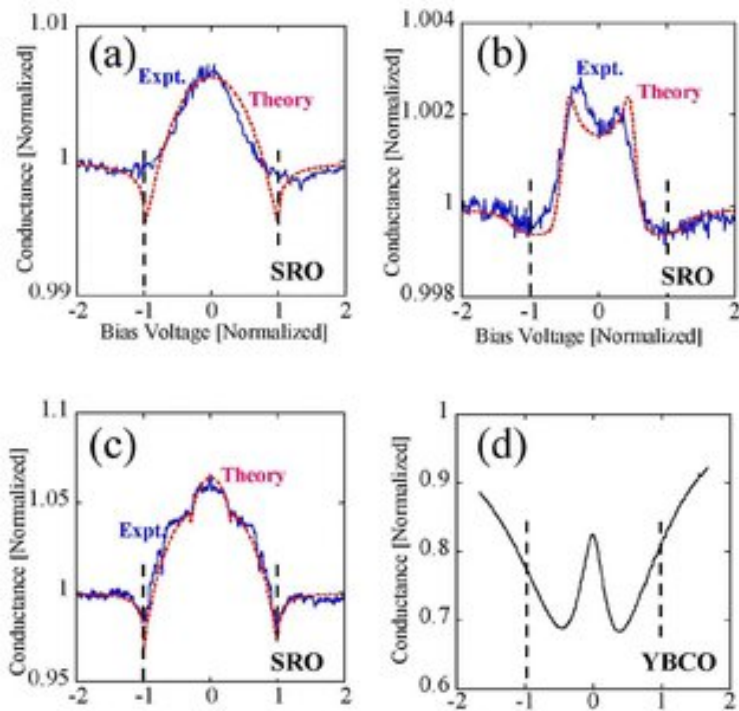 1.01
(a)
Expt.
Theory
1
0.99
SRO
-2 -1 0 1 2
Bias Voltage [Normalized]
Conductance [Normalized]
1.004
(b)
Expt.
Theory
1.002
1
0.998
SRO
-2 -1 0 1 2
Bias Voltage [Normalized]
Conductance [Normalized]
1.1
(c)
Theory
1.05
Expt.
1
0.95
SRO
-2 -1 0 1 2
Conductance [Normalized]
1
(d)
0.9
0.8
0.7
0.6
YBCO
-2 -1 0 1 2
Conductance [Normalized]